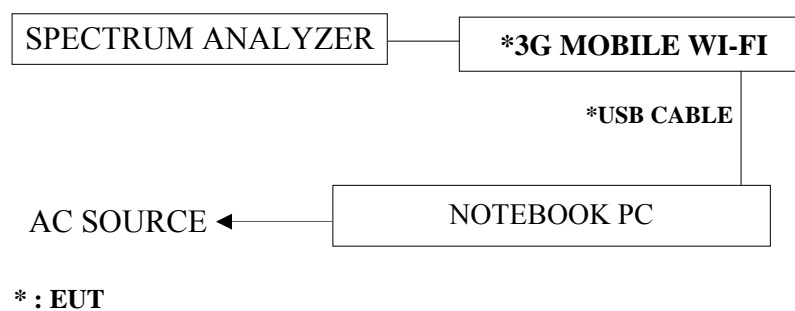 SPECTRUM ANALYZER
*3G MOBILE WI-FI
*USB CABLE
AC SOURCE
NOTEBOOK PC
* : EUT